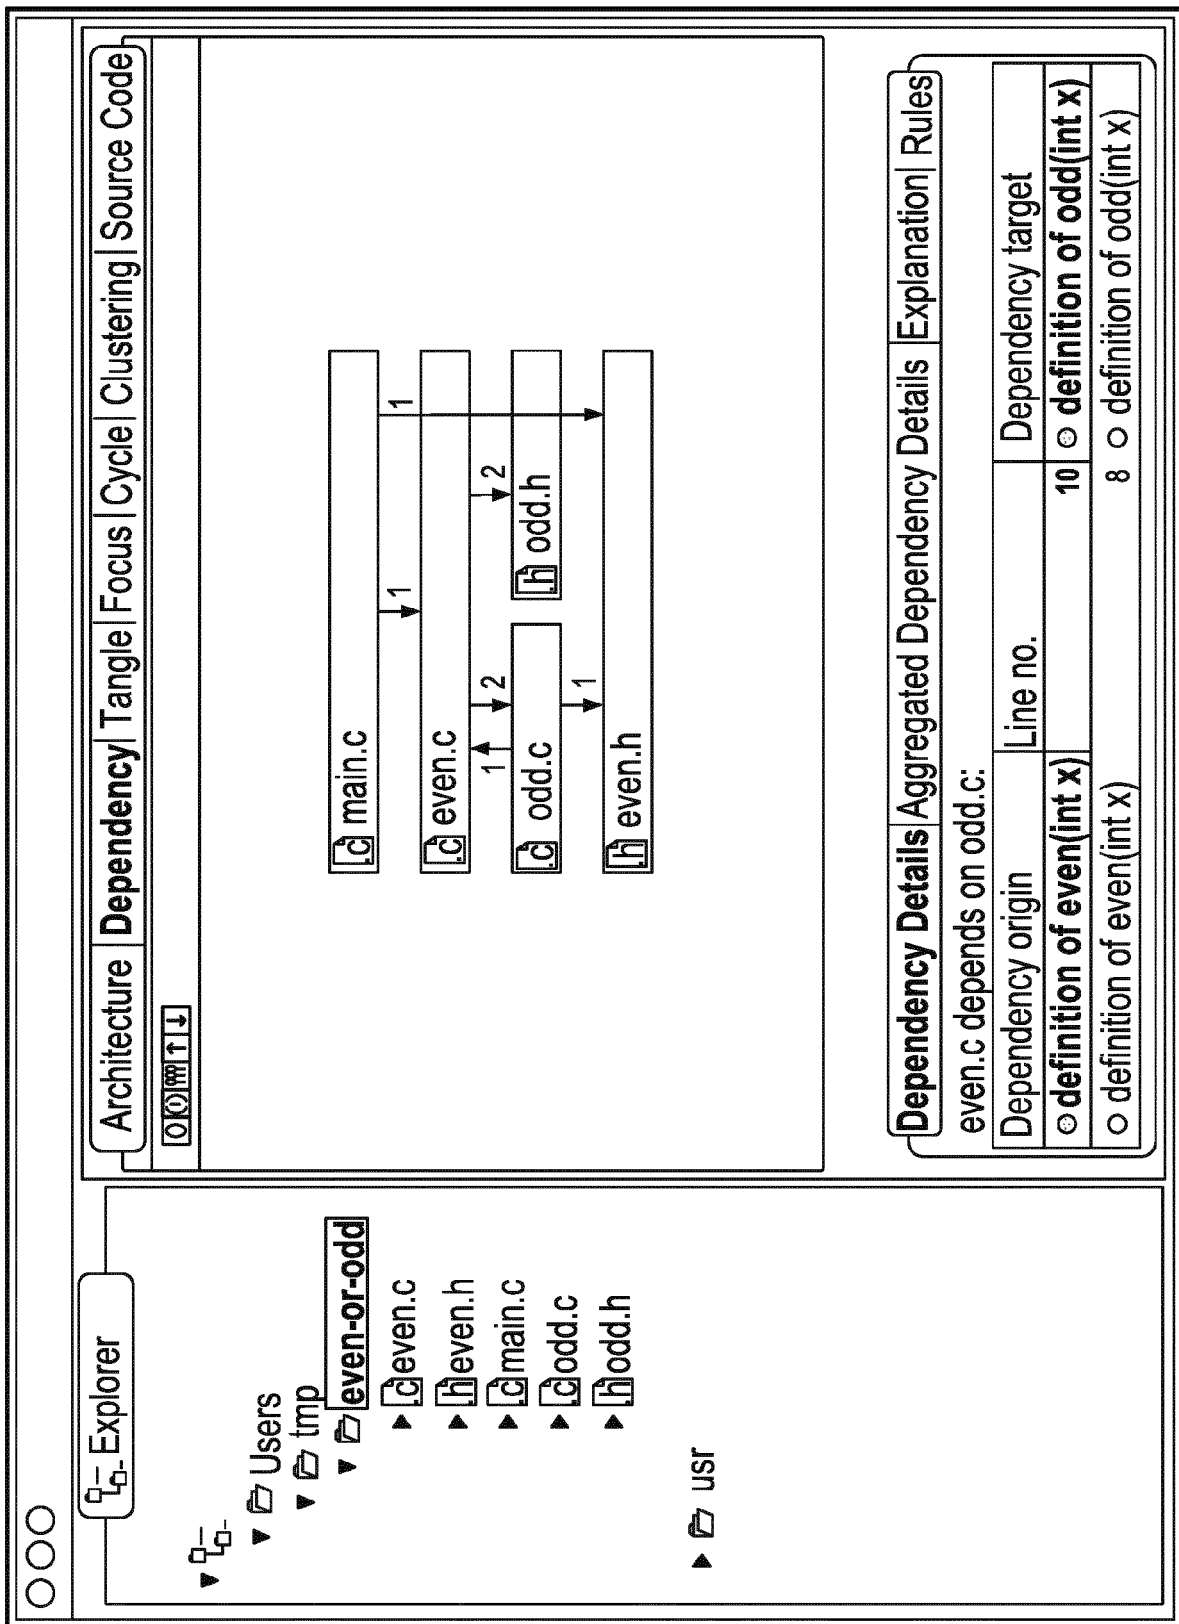 Explorer
Users
tmp
even-or-odd
.c even.c
.h even.h
.c main.c
.c odd.c
.h odd.h
usr
Architecture | Dependency | Tangle | Focus | Cycle | Clustering | Source Code
.c main.c
1
1
.c even.c
1
2
2
.c odd.c
.h odd.h
1
.h even.h
Dependency Details | Aggregated Dependency Details | Explanation | Rules
even.c depends on odd.c:
Dependency origin Line no. Dependency target
definition of even(int x) 10 definition of odd(int x)
definition of even(int x) 8 definition of odd(int x)